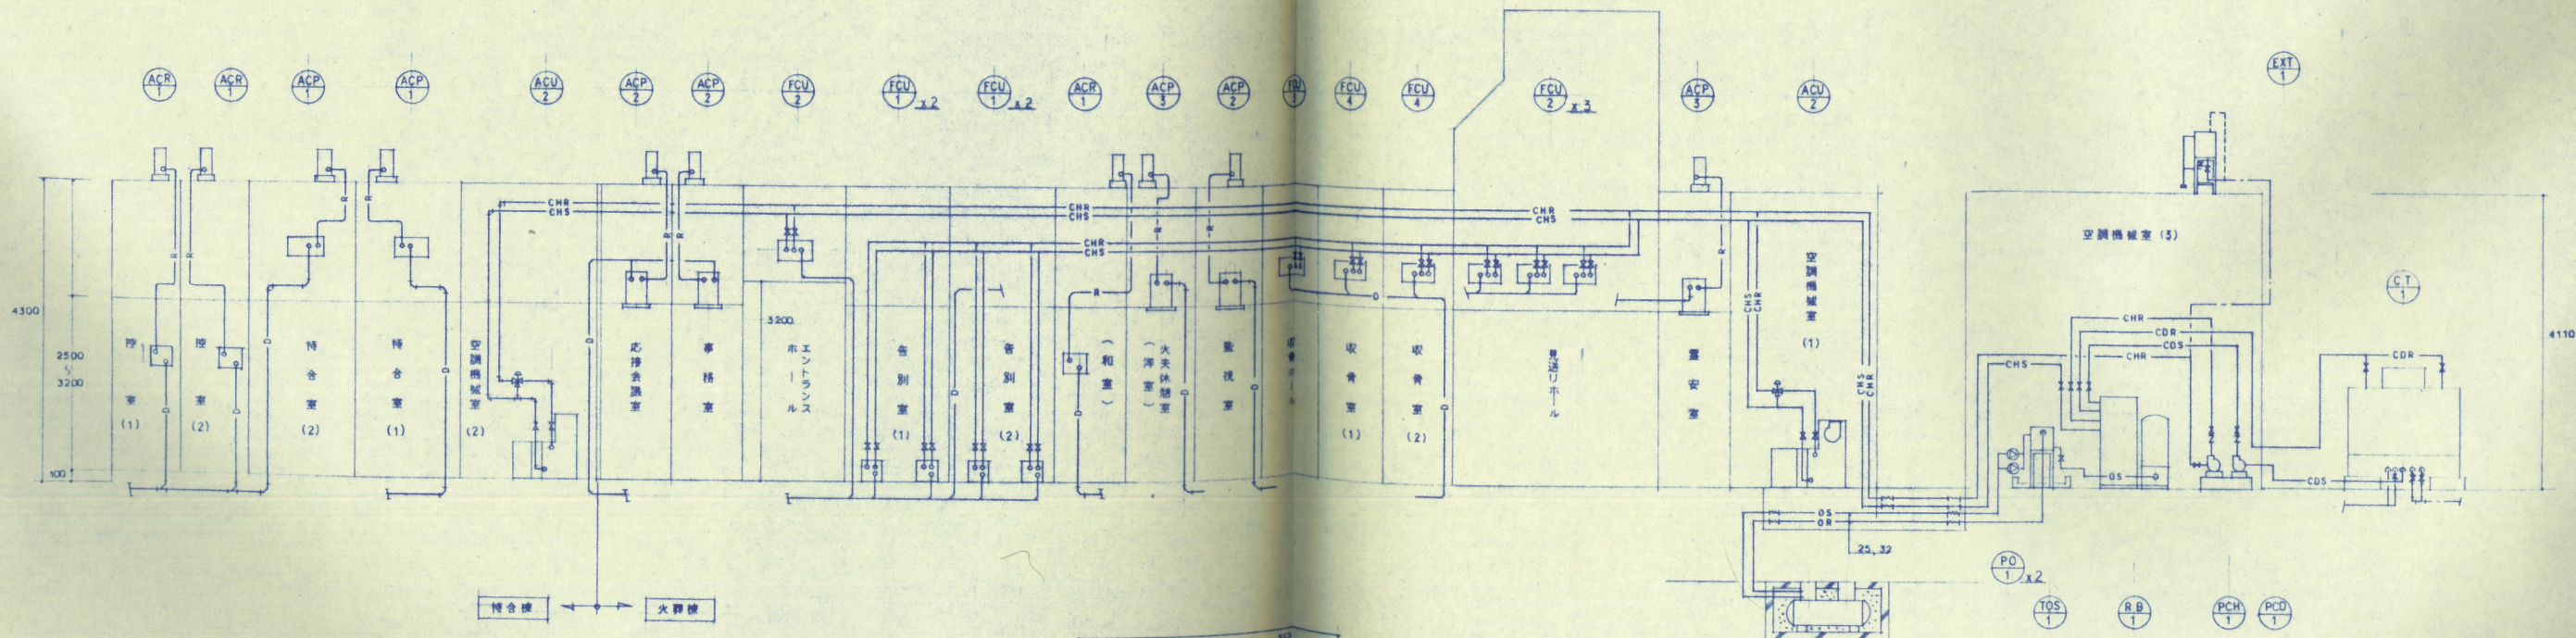 ACR 1
ACR 1
ACP 1
ACP 1
ACU 2
ACP 2
ACP 2
FCU 2
FCU 1 x2
FCU 1 x2
ACR 1
ACP 3
ACP 2
FCU
FCU 4
FCU 4
FCU 2 x3
ACP 3
ACU 2
EXT 1
CHR
CHS
CHR
CHS
CHR
CHS
CHR
CHS
R
R
R
R
R
R
R
R
R
R
D
D
D
D
D
D
D
D
D
D
D
4300
2500
〜
3200
100
3200
4110
室 (1)
室 (2)
待合室 (2)
待合室 (1)
空調機械室 (2)
応接会議室
事務室
エントランスホール
告別室 (1)
告別室 (2)
(和室)
火夫休憩室
(洋室)
監視室
収骨ホール
収骨室 (1)
収骨室 (2)
見送りホール
霊安室
空調機械室 (1)
空調機械室 (3)
CHS
CHR
CHS
CHR
CT 1
CHR
CDR
CDS
CHR
CHS
CDR
OS
CDS
OS
OR
25, 32
PO 1 x2
TOS 1
RB 1
PCH 1
PCD 1
待合棟
火葬棟